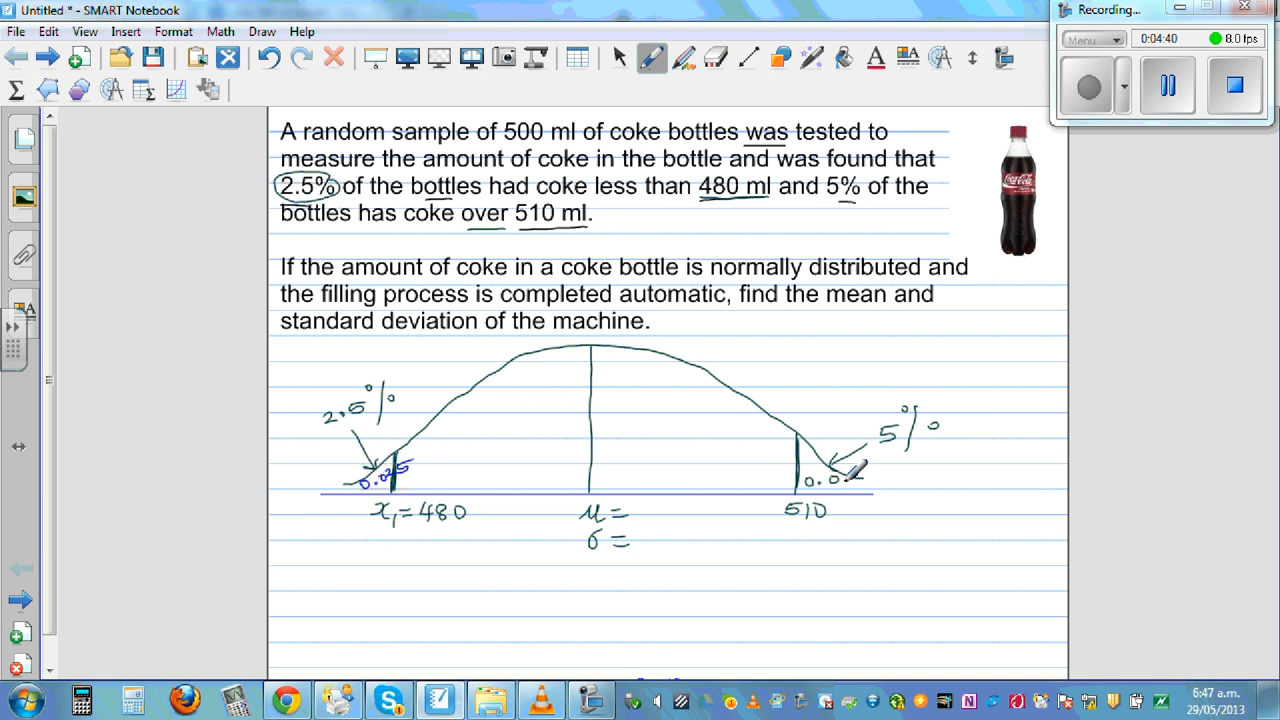 Untitled * - SMART Notebook
Recording...
File Edit View Insert Format Math Draw Help
Menu
0:04:40
8.0 fps
A random sample of 500 ml of coke bottles was tested to
measure the amount of coke in the bottle and was found that
2.5% of the bottles had coke less than 480 ml and 5% of the
bottles has coke over 510 ml.
If the amount of coke in a coke bottle is normally distributed and
the filling process is completed automatic, find the mean and
standard deviation of the machine.
2.5%
5%
0.025
0.0
x₁=480
μ =
510
σ =
6:47 a.m.
29/05/2013